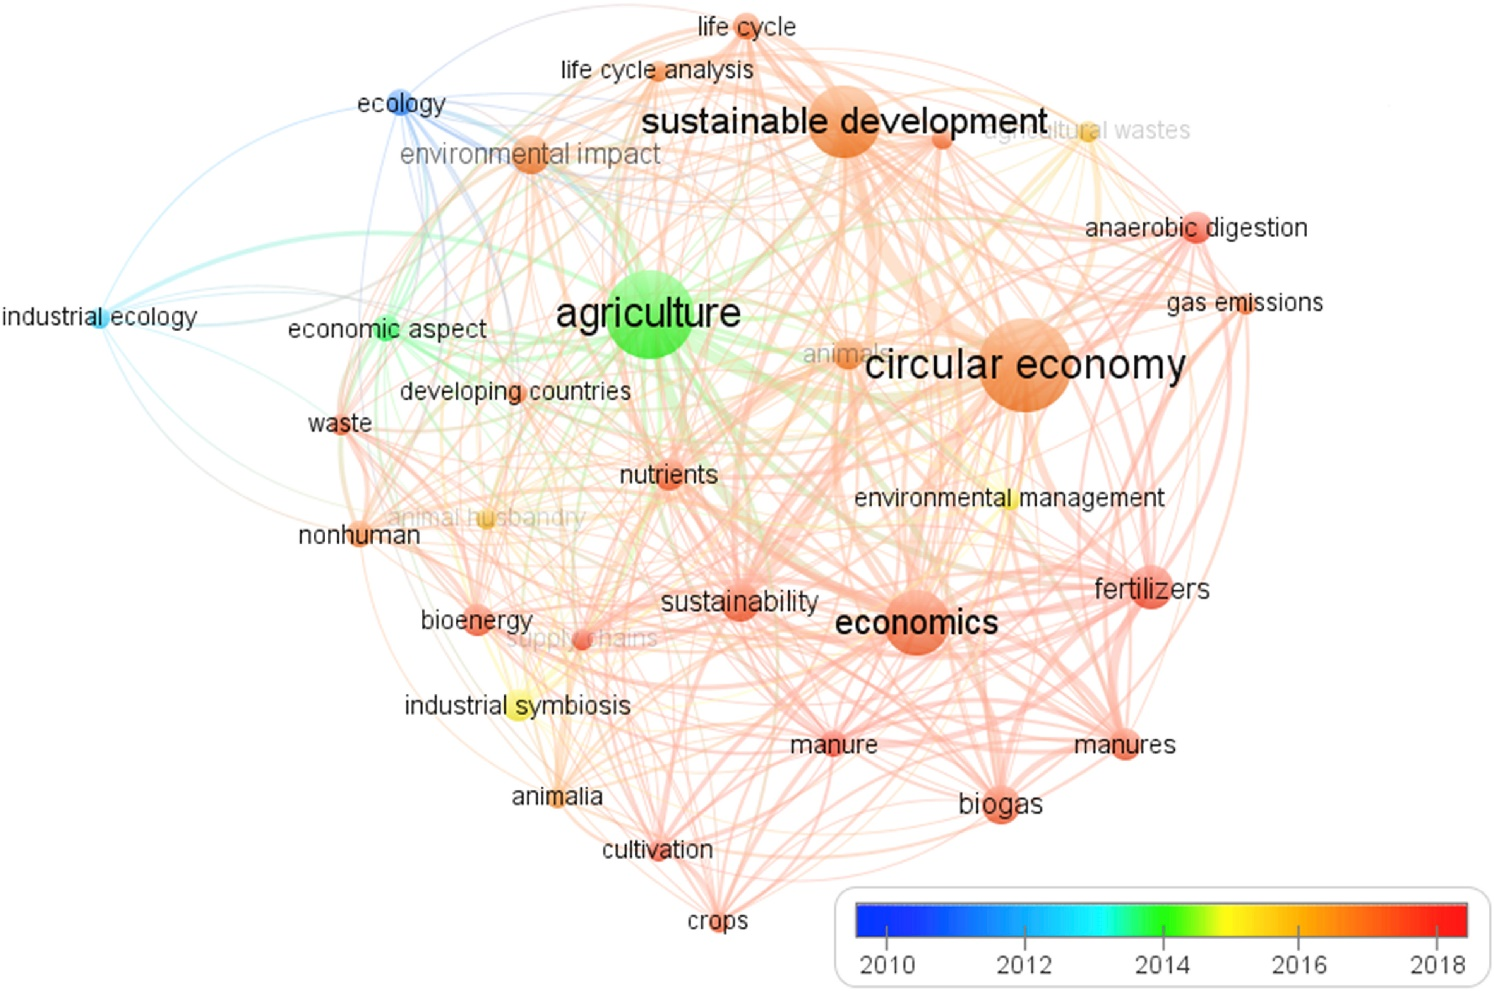 life cycle
life cycle analysis
ecology
sustainable development
agricultural wastes
environmental impact
anaerobic digestion
gas emissions
industrial ecology
agriculture
economic aspect
animals
circular economy
developing countries
waste
nutrients
environmental management
animal husbandry
nonhuman
fertilizers
sustainability
bioenergy
economics
supply chains
industrial symbiosis
manure
manures
animalia
biogas
cultivation
crops
2010 2012 2014 2016 2018